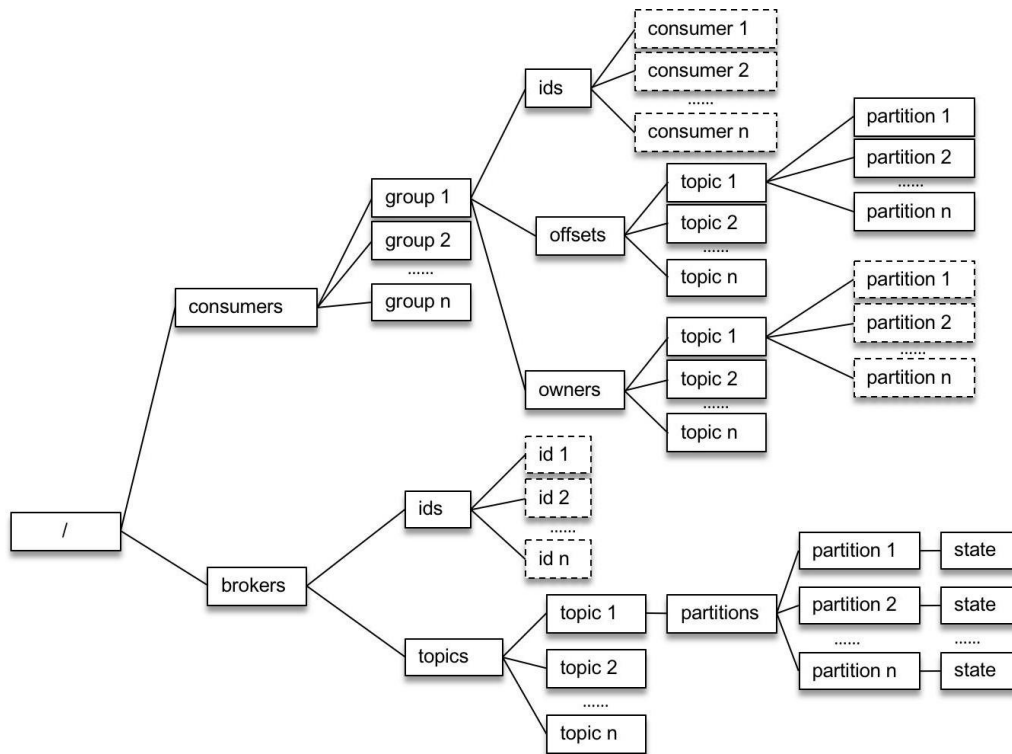 consumer 1
consumer 2
......
consumer n
ids
partition 1
partition 2
......
partition n
topic 1
topic 2
......
topic n
offsets
group 1
group 2
......
group n
consumers
partition 1
partition 2
......
partition n
topic 1
topic 2
......
topic n
owners
/
id 1
id 2
......
id n
ids
brokers
partition 1 state
partition 2 state
...... ......
partition n state
topic 1 partitions
topics
topic 2
......
topic n